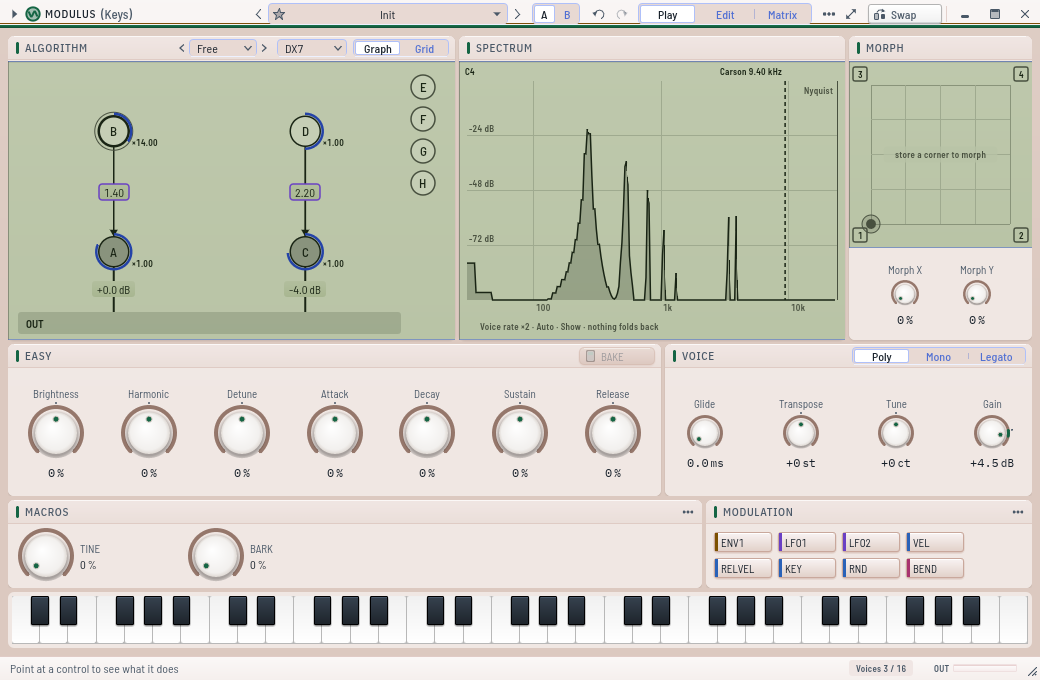 MODULUS (Keys)
Init
A B
Play Edit Matrix
Swap
ALGORITHM
Free
DX7
Graph Grid
SPECTRUM
MORPH
C4
Carson 9.40 kHz
Nyquist
-24 dB
-48 dB
-72 dB
100 1k 10k
Voice rate ×2 · Auto · Show · nothing folds back
E
F
G
H
B
×14.00
D
×1.00
1.40
2.20
A
×1.00
C
×1.00
+0.0 dB
-4.0 dB
OUT
3 4
store a corner to morph
1 2
Morph X Morph Y
0 % 0 %
EASY
BAKE
Brightness Harmonic Detune Attack Decay Sustain Release
0 % 0 % 0 % 0 % 0 % 0 % 0 %
VOICE
Poly Mono Legato
Glide Transpose Tune Gain
0.0 ms +0 st +0 ct +4.5 dB
MACROS
TINE
0 %
BARK
0 %
MODULATION
ENV1 LFO1 LFO2 VEL
RELVEL KEY RND BEND
Point at a control to see what it does
Voices 3 / 16
OUT